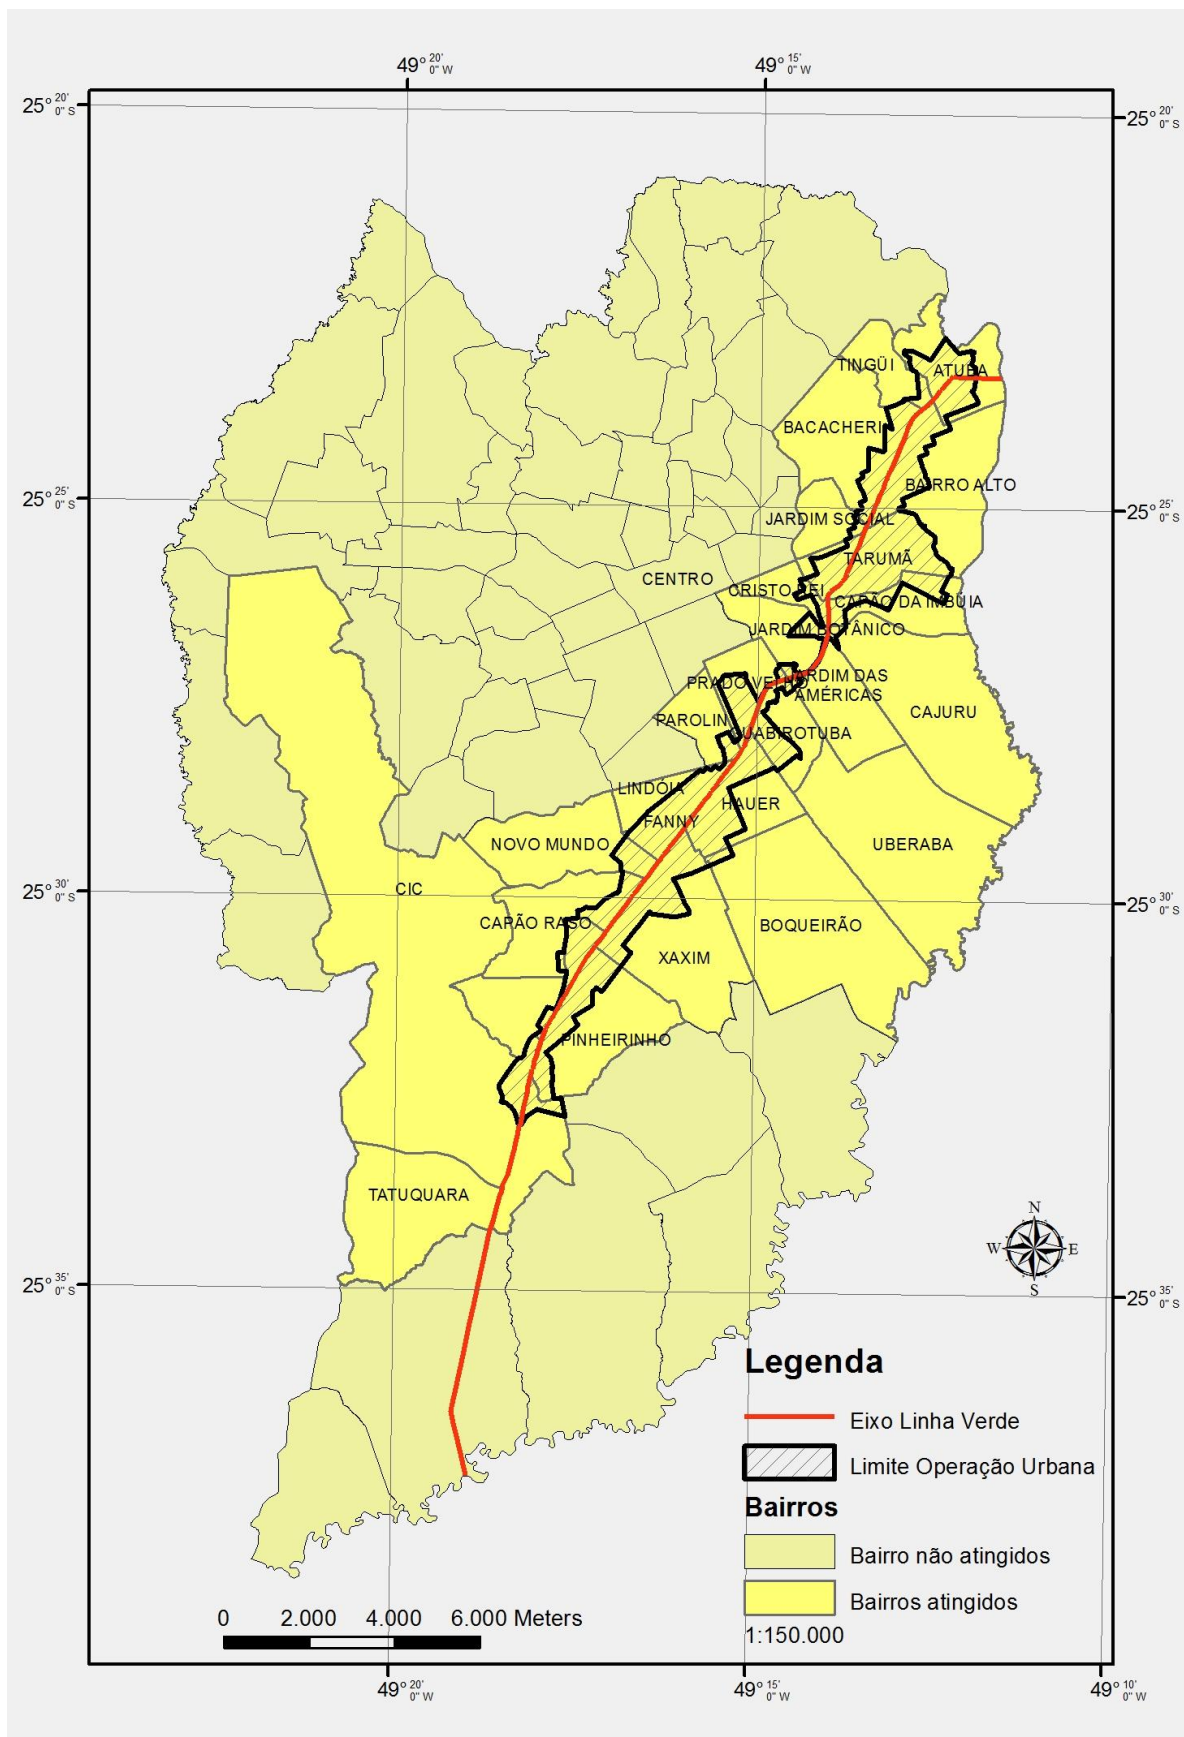 49° 20' 0" W
49° 15' 0" W
25° 20' 0" S
25° 20' 0" S
TINGÜI
ATUBA
BACACHERI
BAIRRO ALTO
25° 25' 0" S
25° 25' 0" S
JARDIM SOCIAL
TARUMÃ
CENTRO
CRISTO REI
CAPÃO DA IMBUIA
JARDIM BOTÂNICO
PRADO VELHO
JARDIM DAS
AMÉRICAS
CAJURU
PAROLIN
GUABIROTUBA
LINDÓIA
HAUER
FANNY
NOVO MUNDO
UBERABA
CIC
25° 30' 0" S
25° 30' 0" S
CAPÃO RASO
BOQUEIRÃO
XAXIM
PINHEIRINHO
TATUQUARA
N
W
E
S
25° 35' 0" S
25° 35' 0" S
Legenda
Eixo Linha Verde
Limite Operação Urbana
Bairros
Bairro não atingidos
Bairros atingidos
1:150.000
0 2.000 4.000 6.000 Meters
49° 20' 0" W
49° 15' 0" W
49° 10' 0" W